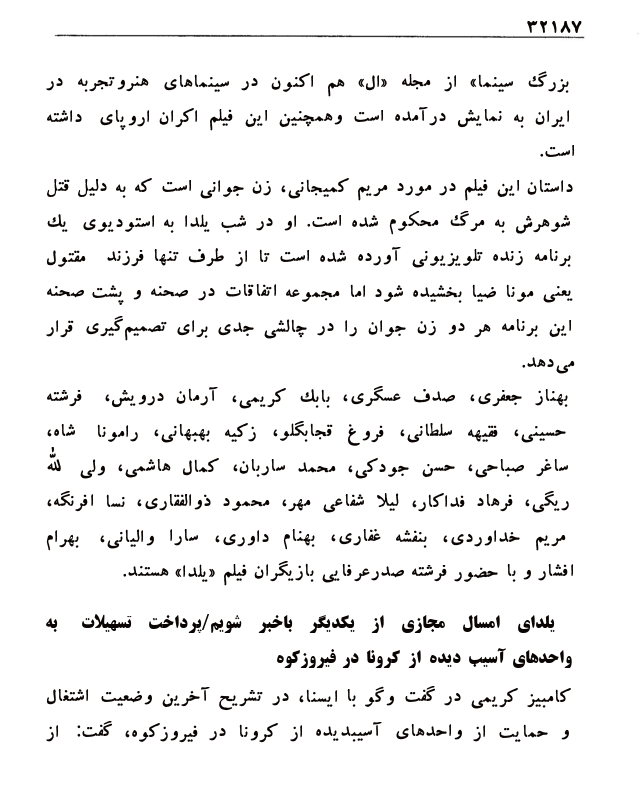 ۳۲۱۸۷
بزرگ سینما» از مجله «ال» هم اکنون در سینماهای هنروتجربه در
ایران به نمایش درآمده است وهمچنین این فیلم اکران اروپای داشته
است.
داستان این فیلم در مورد مریم کمیجانی، زن جوانی است که به دلیل قتل
شوهرش به مرگ محکوم شده است. او در شب یلدا به استودیوی یك
برنامه زنده تلویزیونی آورده شده است تا از طرف تنها فرزند مقتول
یعنی مونا ضیا بخشیده شود اما مجموعه اتفاقات در صحنه و پشت صحنه
این برنامه هر دو زن جوان را در چالشی جدی برای تصمیم‌گیری قرار
می‌دهد.
بهناز جعفری، صدف عسگری، بابك کریمی، آرمان درویش، فرشته
حسینی، فقیهه سلطانی، فروغ قجابگلو، زکیه بهبهانی، رامونا شاه،
ساغر صباحی، حسن جودکی، محمد ساربان، کمال هاشمی، ولی لله
ریگی، فرهاد فداکار، لیلا شفاعی مهر، محمود ذوالفقاری، نسا افرنگه،
مریم خداوردی، بنفشه غفاری، بهنام داوری، سارا والیانی، بهرام
افشار و با حضور فرشته صدرعرفایی بازیگران فیلم «یلدا» هستند.
یلدای امسال مجازی از یکدیگر باخبر شویم/پرداخت تسهیلات به
واحدهای آسیب دیده از کرونا در فیروزکوه
کامبیز کریمی در گفت وگو با ایسنا، در تشریح آخرین وضعیت اشتغال
و حمایت از واحدهای آسیبدیده از کرونا در فیروزکوه، گفت: از